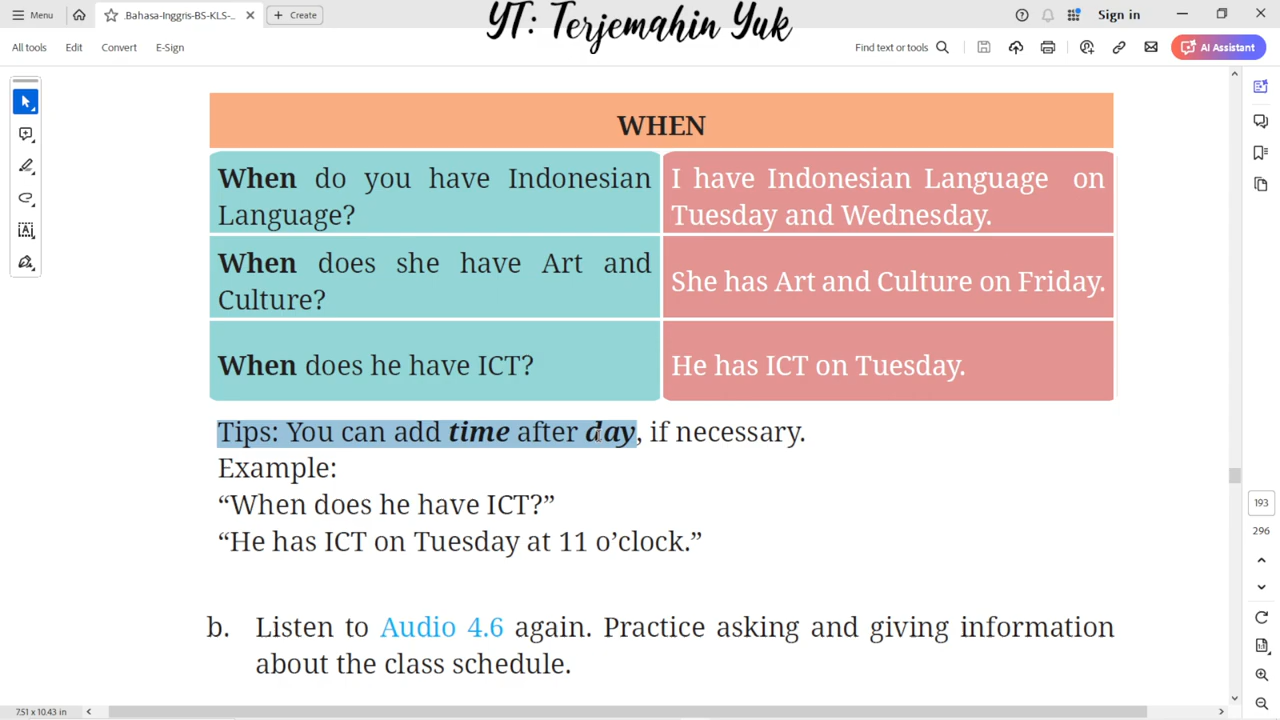 Menu
.Bahasa-Inggris-BS-KLS-...
Create
YT: Terjemahin Yuk
Sign in
All tools
Edit
Convert
E-Sign
Find text or tools
AI Assistant
WHEN
When do you have Indonesian
Language?
I have Indonesian Language on
Tuesday and Wednesday.
When does she have Art and
Culture?
She has Art and Culture on Friday.
When does he have ICT?
He has ICT on Tuesday.
Tips: You can add time after day, if necessary.
Example:
“When does he have ICT?”
“He has ICT on Tuesday at 11 o’clock.”
b. Listen to Audio 4.6 again. Practice asking and giving information
about the class schedule.
193
296
7.51 x 10.43 in